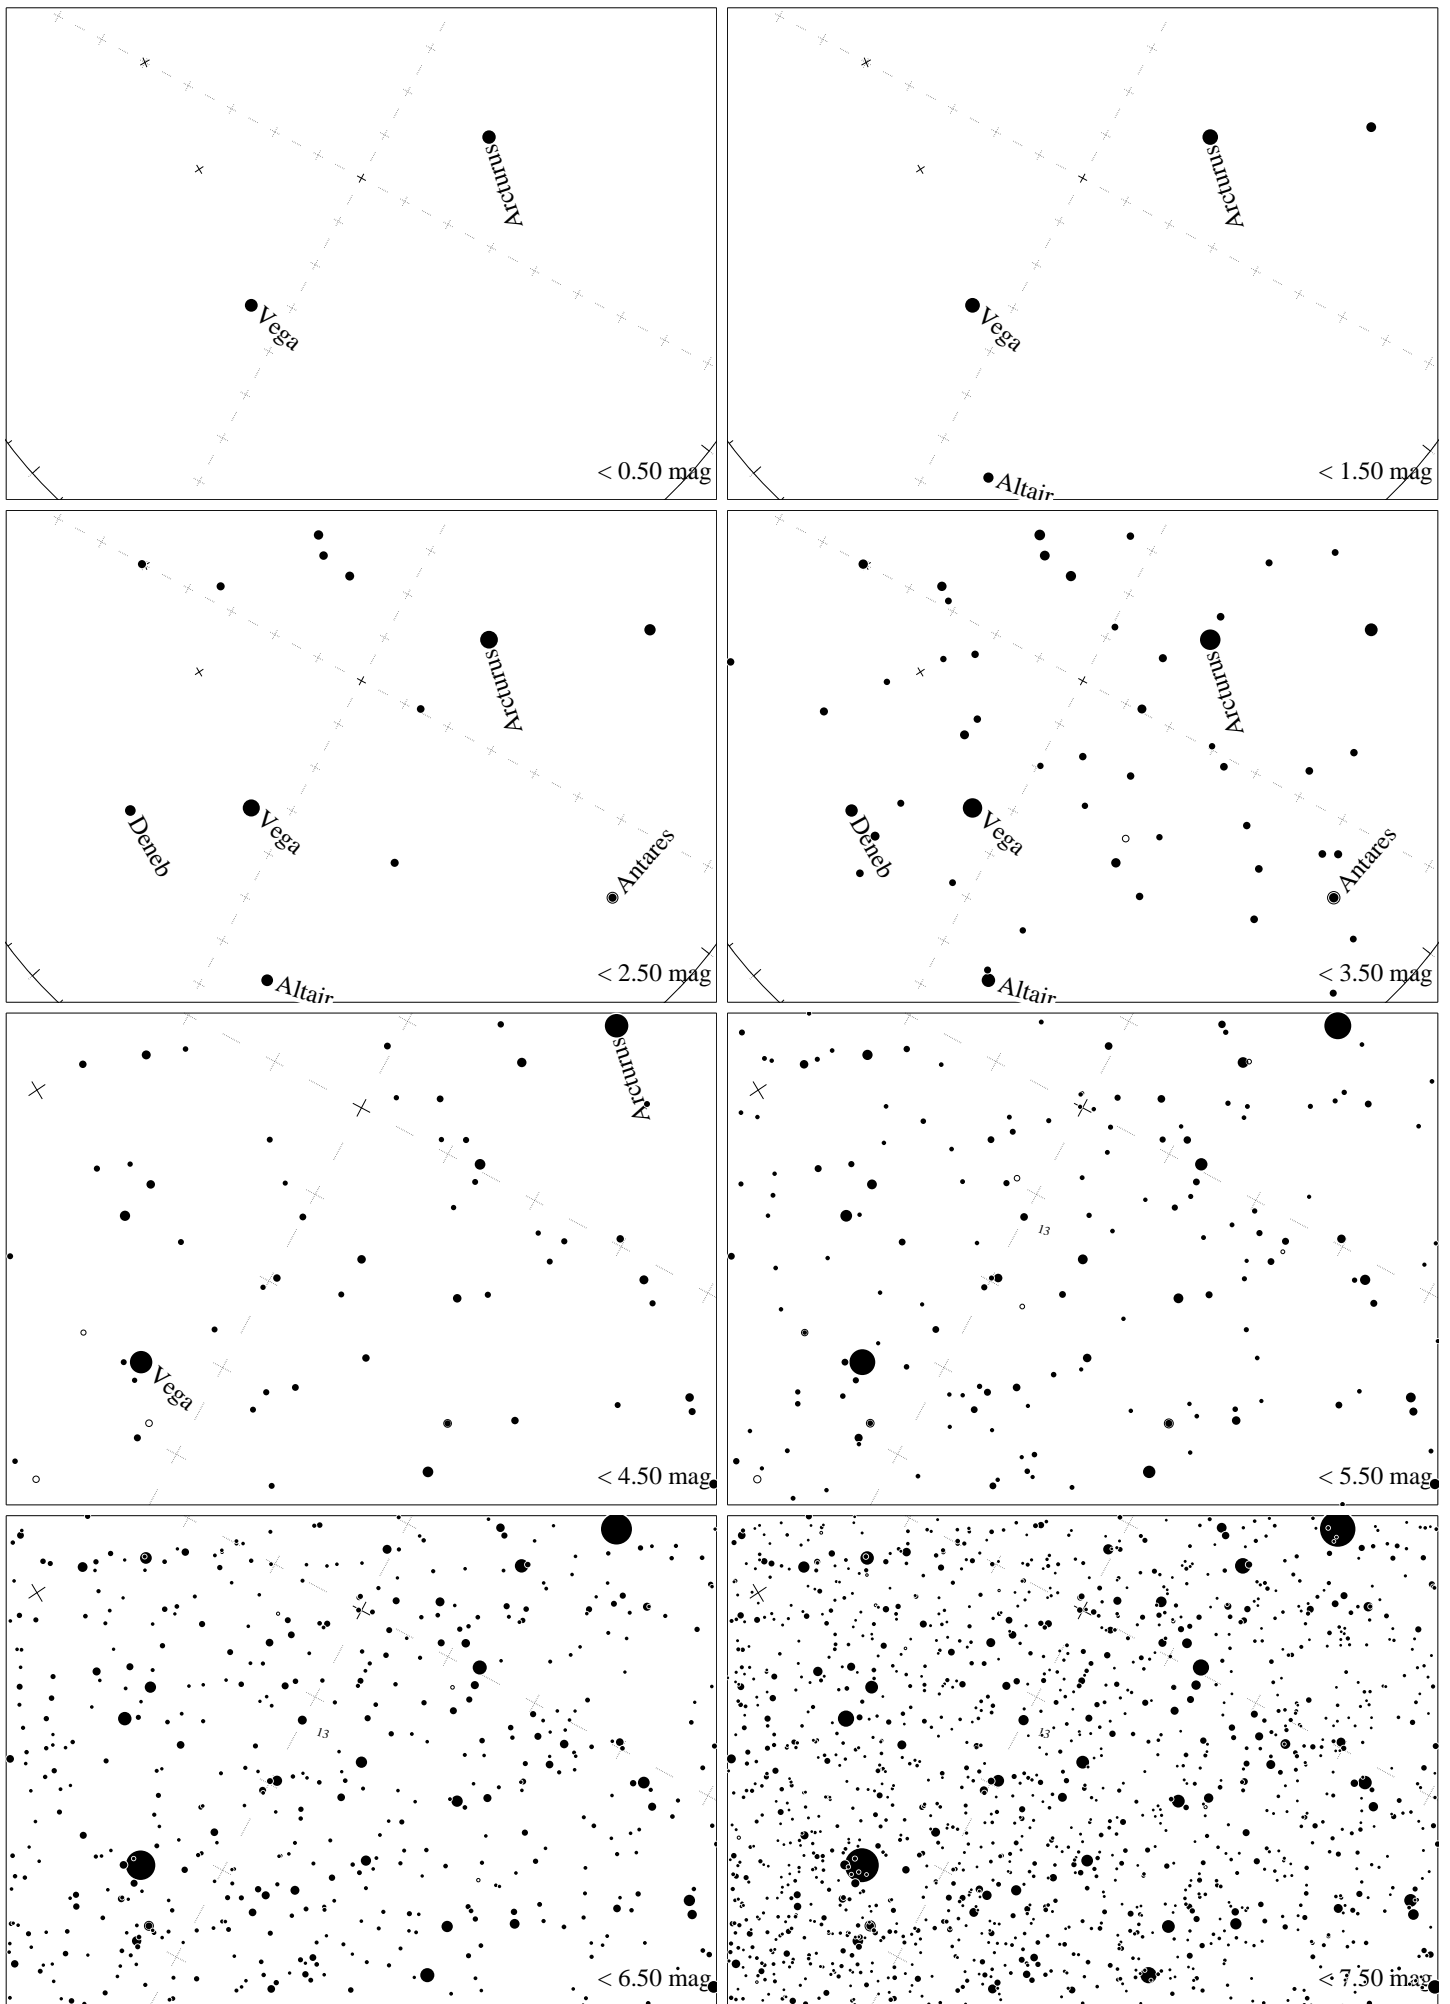 Arcturus
Vega
< 0.50 mag
Arcturus
Vega
Altair
< 1.50 mag
Arcturus
Deneb
Vega
Antares
Altair
< 2.50 mag
Arcturus
Deneb
Vega
Antares
Altair
< 3.50 mag
Arcturus
Vega
< 4.50 mag
13
< 5.50 mag
13
< 6.50 mag
13
< 7.50 mag